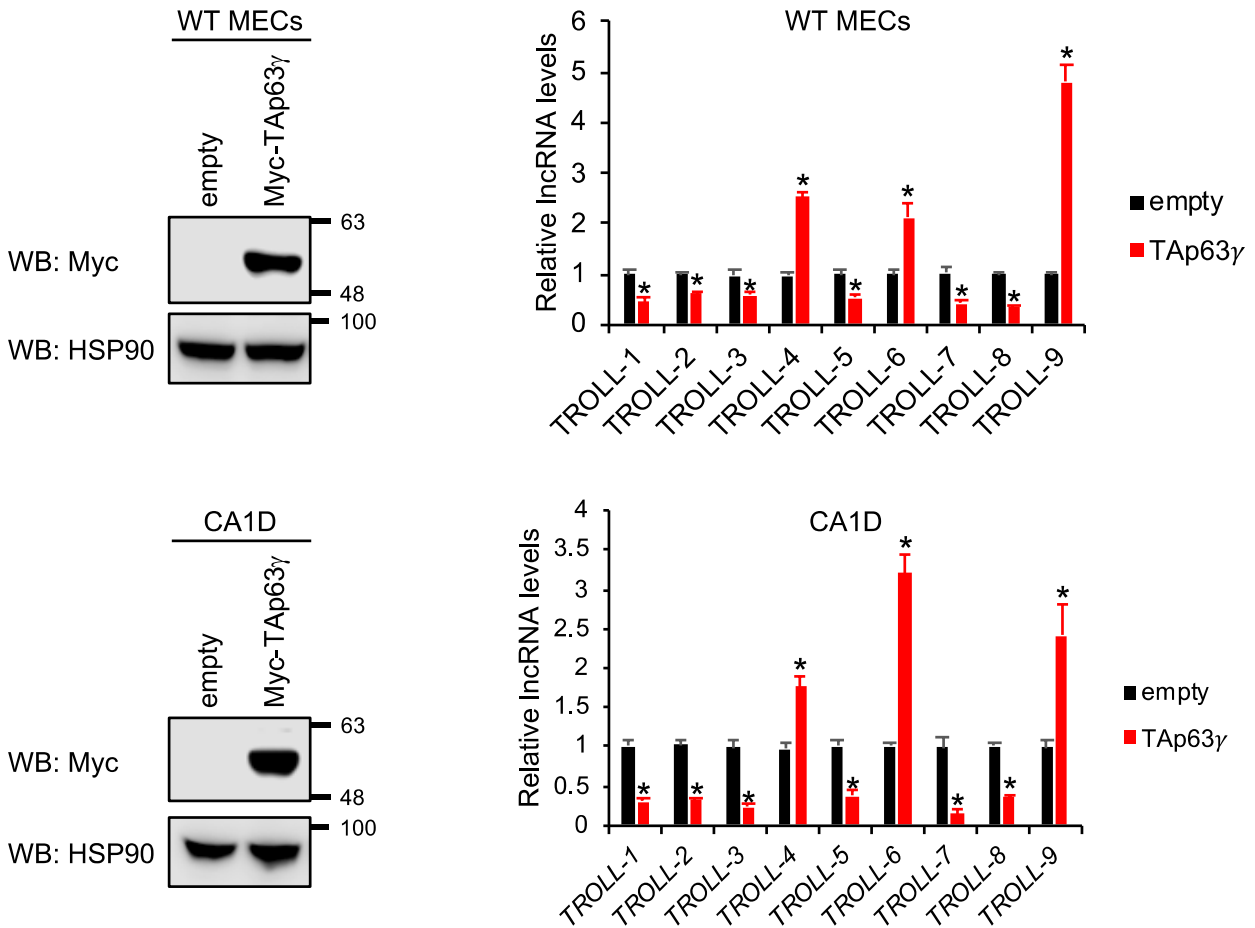 WT MECs
empty
Myc-TAp63γ
WB: Myc
63
48
WB: HSP90
100
WT MECs
Relative lncRNA levels
6
5
4
3
2
1
0
*
*
*
*
*
*
*
*
*
TROLL-1
TROLL-2
TROLL-3
TROLL-4
TROLL-5
TROLL-6
TROLL-7
TROLL-8
TROLL-9
empty
TAp63γ
CA1D
empty
Myc-TAp63γ
WB: Myc
63
48
WB: HSP90
100
CA1D
Relative lncRNA levels
4
3.5
3
2.5
2
1.5
1
0.5
0
*
*
*
*
*
*
*
*
*
TROLL-1
TROLL-2
TROLL-3
TROLL-4
TROLL-5
TROLL-6
TROLL-7
TROLL-8
TROLL-9
empty
TAp63γ